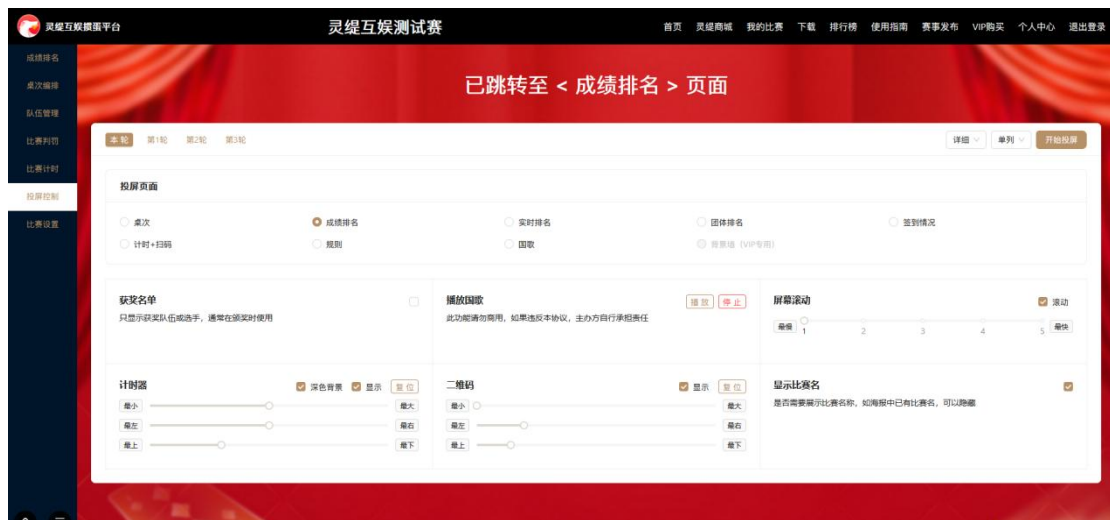 灵缇互娱掼蛋平台 灵缇互娱测试赛 首页 灵缇商城 我的比赛 下载 排行榜 使用指南 赛事发布 VIP购买 个人中心 退出登录
成绩排名
桌次编排
队伍管理
比赛判罚
比赛计时
投屏控制
比赛设置
已跳转至 < 成绩排名 > 页面
本轮 第1轮 第2轮 第3轮 详细 单列 开始投屏
投屏页面
桌次 成绩排名 实时排名 团体排名 签到情况
计时+扫码 规则 国歌 背景墙（VIP专用）
获奖名单
只显示获奖队伍或选手，通常在颁奖时使用
播放国歌 播放 停止
此功能请勿商用，如果违反本协议，主办方自行承担责任
屏幕滚动 滚动
最慢 1 2 3 4 5 最快
计时器 深色背景 显示 复位
最小 最大
最左 最右
最上 最下
二维码 显示 复位
最小 最大
最左 最右
最上 最下
显示比赛名
是否需要展示比赛名称，如海报中已有比赛名，可以隐藏